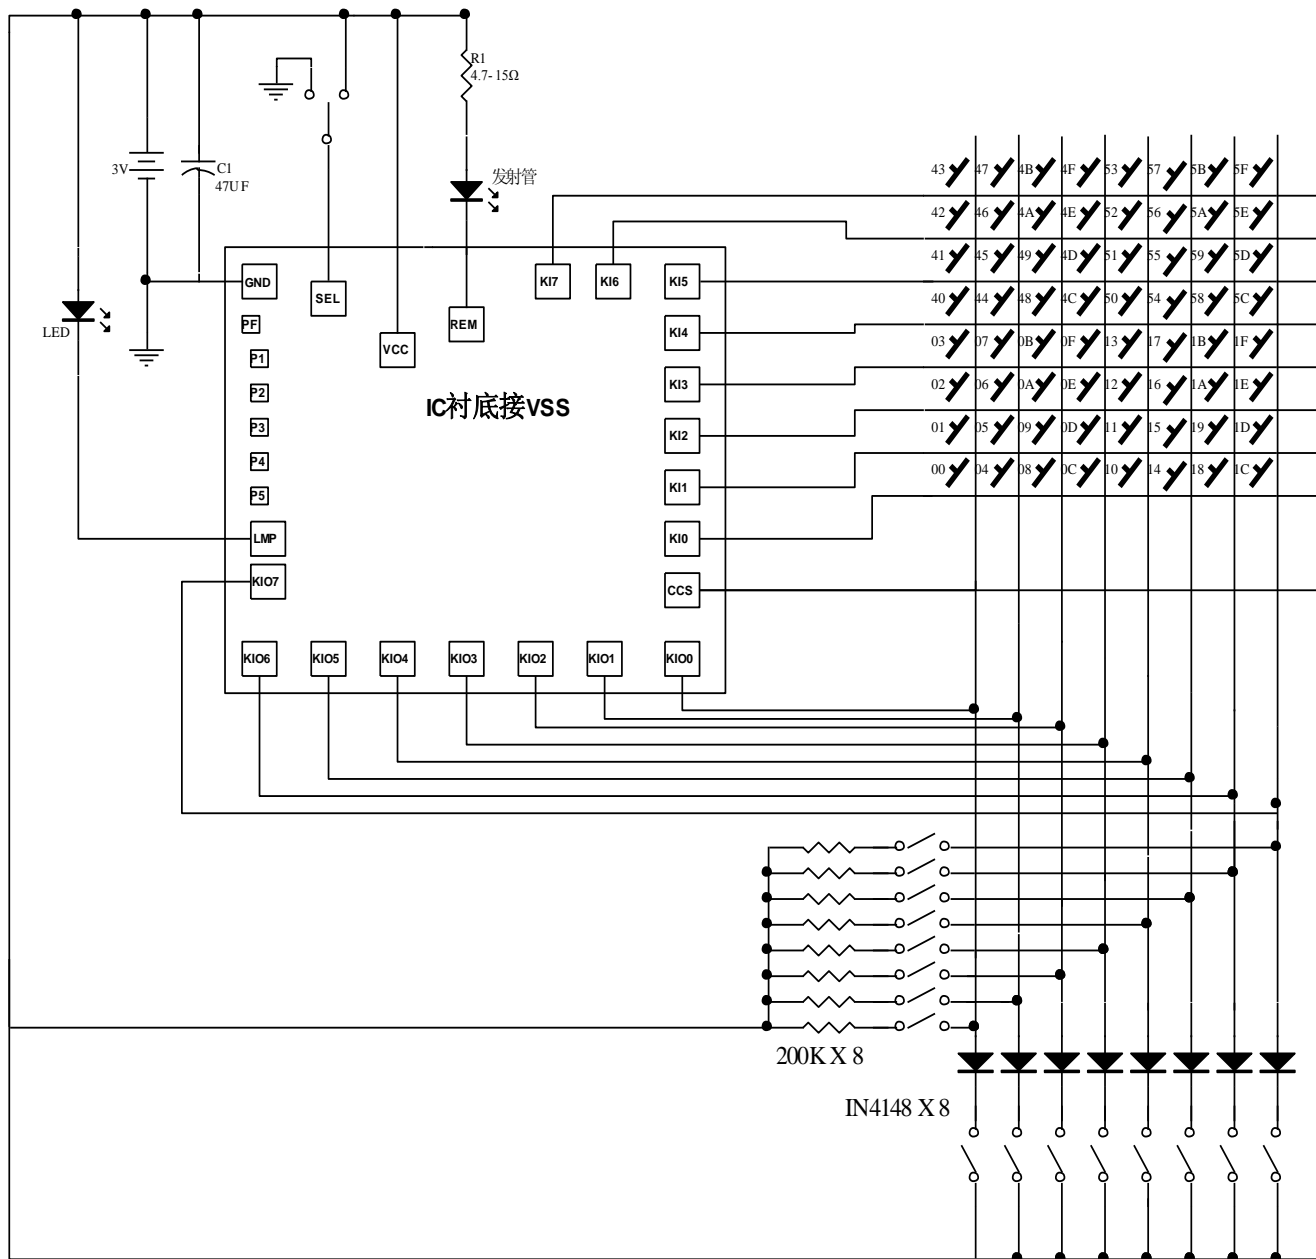 R1
4.7-15Ω
3V
C1
47UF
发射管
43 47 4B 4F 53 57 5B 5F
42 46 4A 4E 52 56 5A 5E
41 45 49 4D 51 55 59 5D
40 44 48 4C 50 54 58 5C
03 07 0B 0F 13 17 1B 1F
02 06 0A 0E 12 16 1A 1E
01 05 09 0D 11 15 19 1D
00 04 08 0C 10 14 18 1C
GND
SEL
KI7
KI6
KI5
LED
PF
VCC
REM
KI4
P1
P2
KI3
IC衬底接VSS
P3
KI2
P4
P5
KI1
LMP
KI0
KIO7
CCS
KIO6
KIO5
KIO4
KIO3
KIO2
KIO1
KIO0
200K X 8
IN4148 X 8